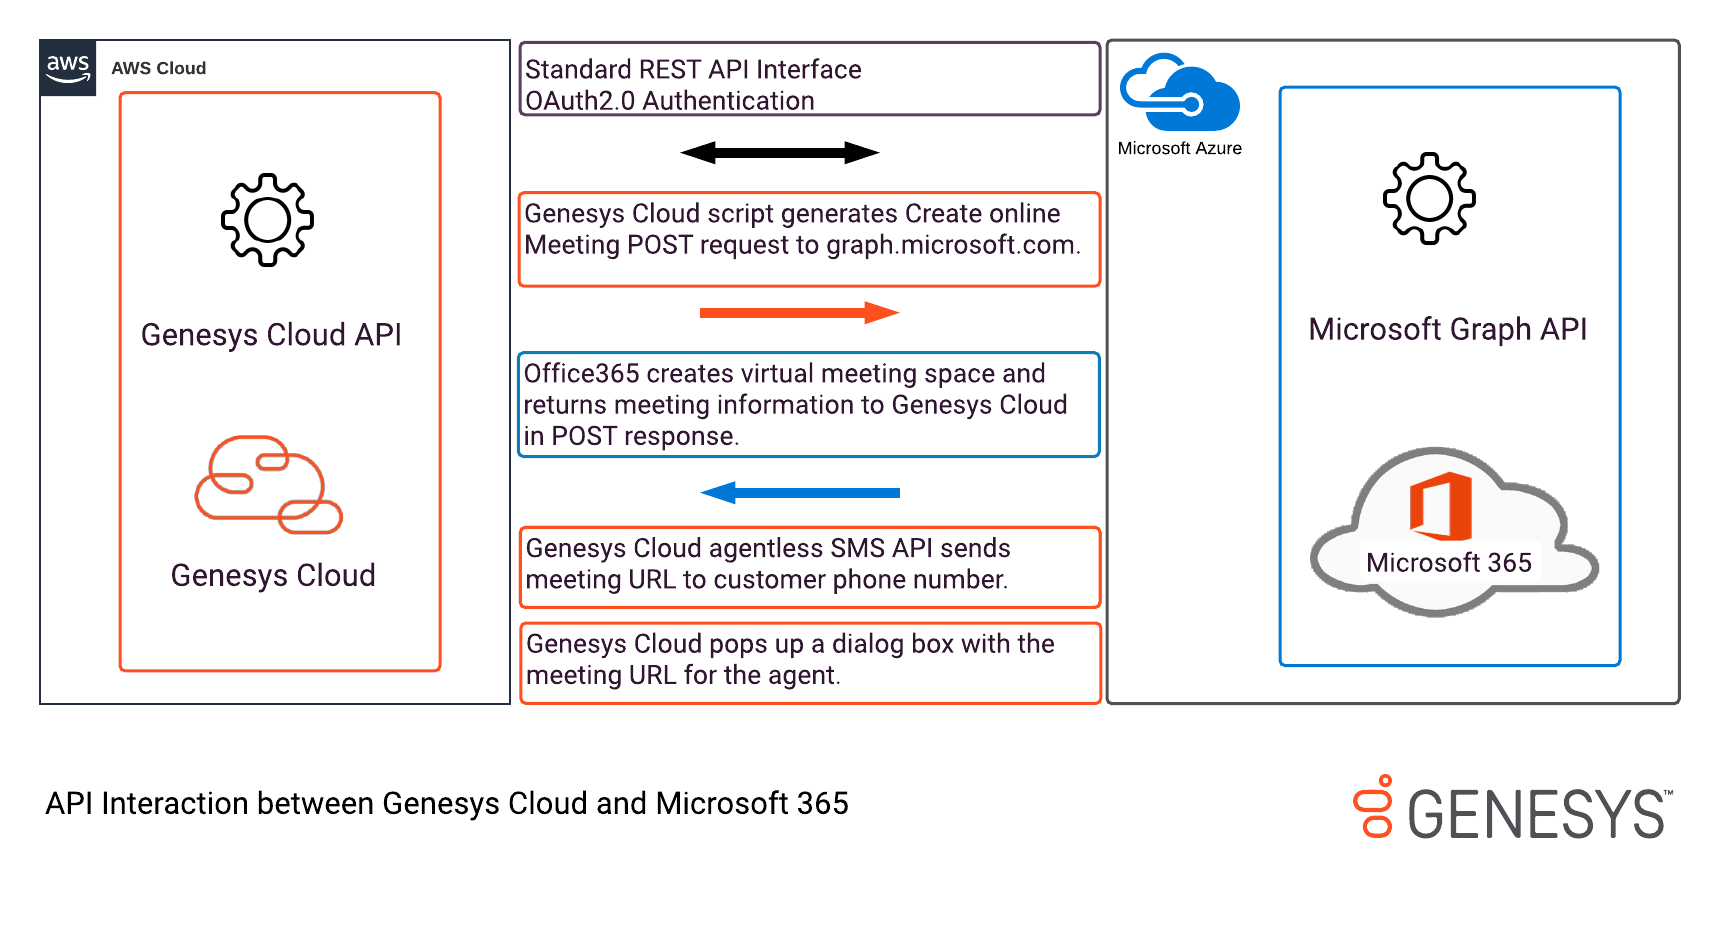 aws
AWS Cloud
Genesys Cloud API
Genesys Cloud
Standard REST API Interface
OAuth2.0 Authentication
Genesys Cloud script generates Create online
Meeting POST request to graph.microsoft.com.
Office365 creates virtual meeting space and
returns meeting information to Genesys Cloud
in POST response.
Genesys Cloud agentless SMS API sends
meeting URL to customer phone number.
Genesys Cloud pops up a dialog box with the
meeting URL for the agent.
Microsoft Azure
Microsoft Graph API
Microsoft 365
API Interaction between Genesys Cloud and Microsoft 365
GENESYS™